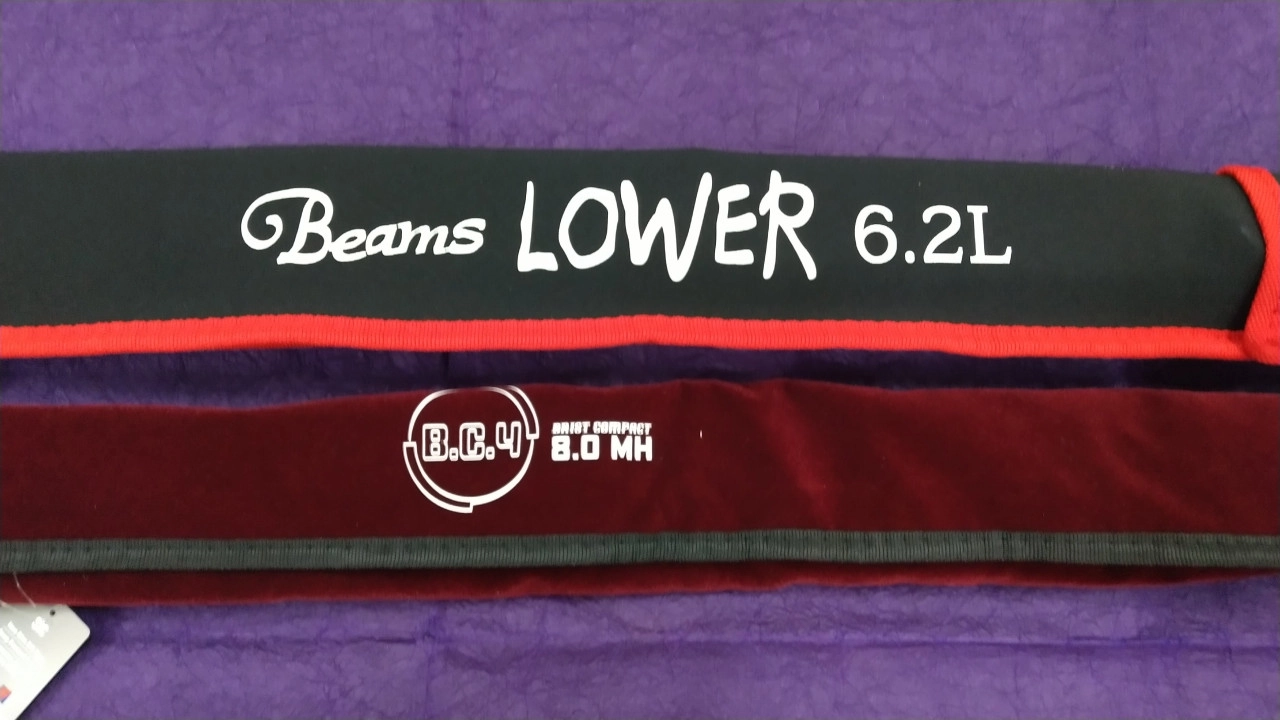 Beams LOWER 6.2L
B.C.4
BRIST COMPACT
8.0 MH